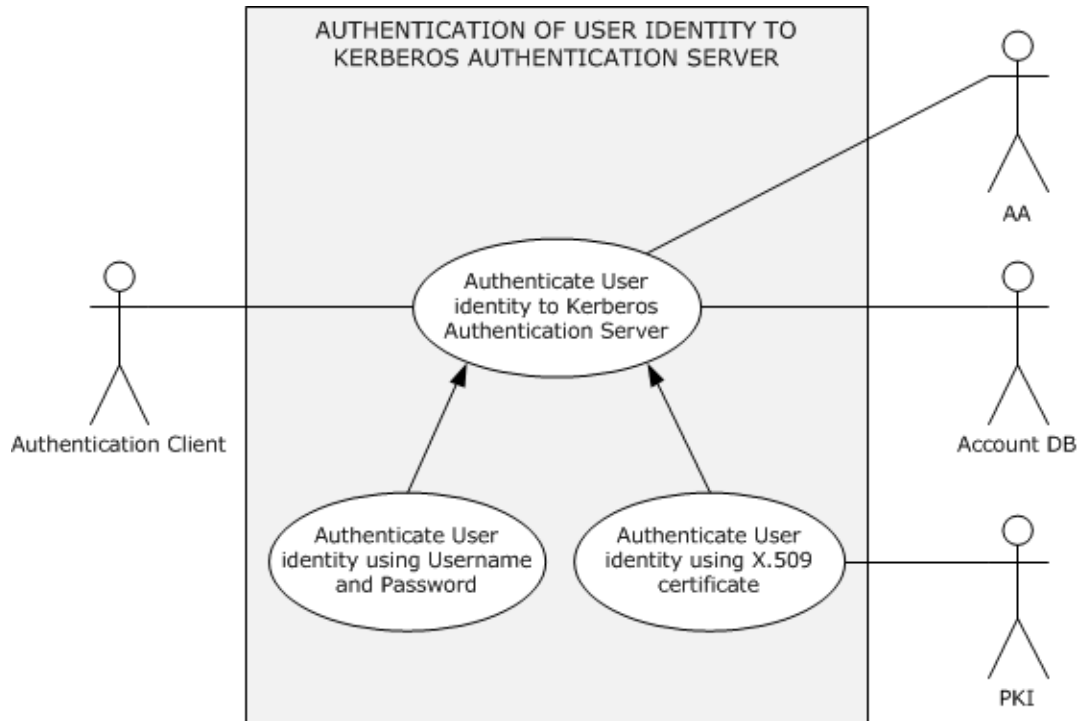 AUTHENTICATION OF USER IDENTITY TO
KERBEROS AUTHENTICATION SERVER
AA
Authenticate User
identity to Kerberos
Authentication Server
Authentication Client
Account DB
Authenticate User
identity using Username
and Password
Authenticate User
identity using X.509
certificate
PKI